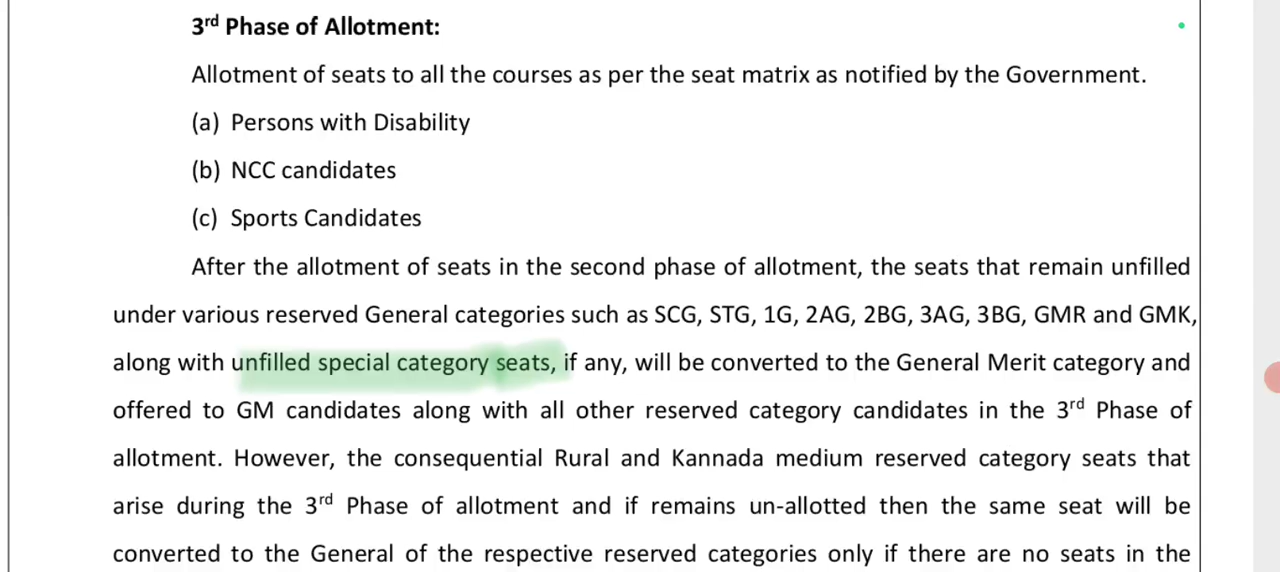 3rd Phase of Allotment:
Allotment of seats to all the courses as per the seat matrix as notified by the Government.
(a) Persons with Disability
(b) NCC candidates
(c) Sports Candidates
After the allotment of seats in the second phase of allotment, the seats that remain unfilled
under various reserved General categories such as SCG, STG, 1G, 2AG, 2BG, 3AG, 3BG, GMR and GMK,
along with unfilled special category seats, if any, will be converted to the General Merit category and
offered to GM candidates along with all other reserved category candidates in the 3rd Phase of
allotment. However, the consequential Rural and Kannada medium reserved category seats that
arise during the 3rd Phase of allotment and if remains un-allotted then the same seat will be
converted to the General of the respective reserved categories only if there are no seats in the